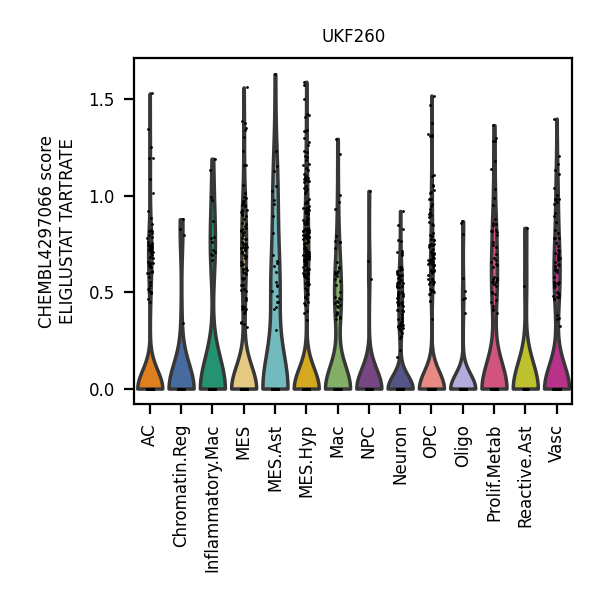 UKF260
CHEMBL4297066 score
ELIGLUSTAT TARTRATE
1.5
1.0
0.5
0.0
AC
Chromatin.Reg
Inflammatory.Mac
MES
MES.Ast
MES.Hyp
Mac
NPC
Neuron
OPC
Oligo
Prolif.Metab
Reactive.Ast
Vasc